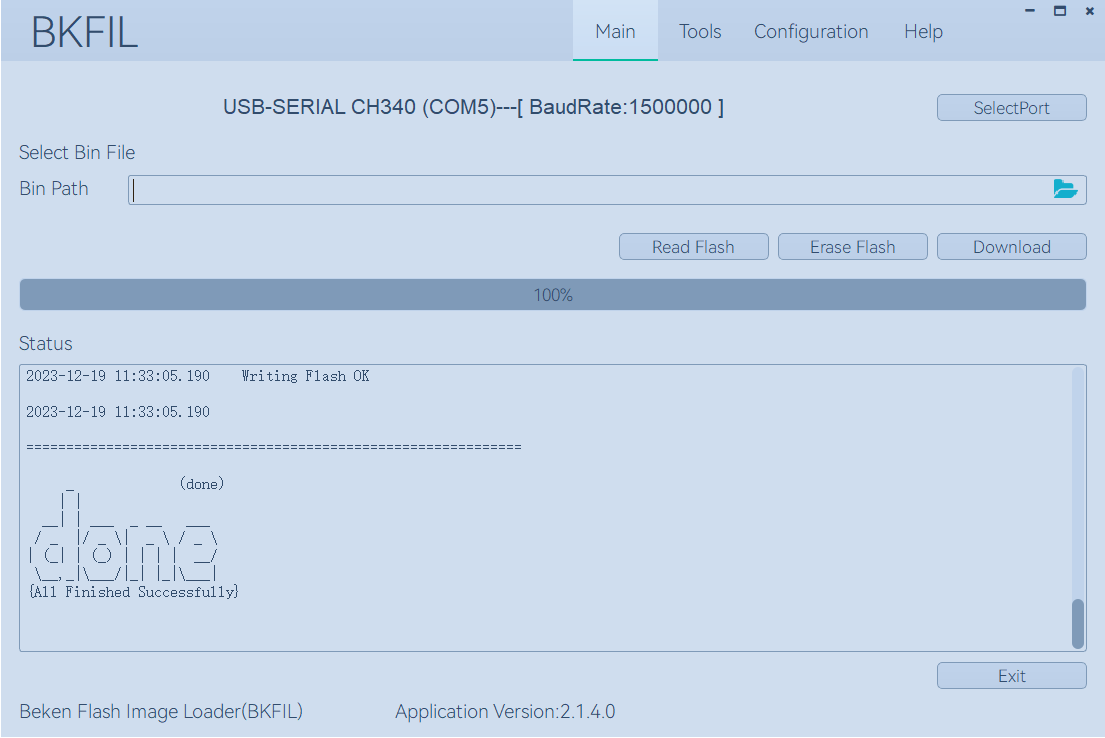 BKFIL
Main Tools Configuration Help
USB-SERIAL CH340 (COM5)---[ BaudRate:1500000 ]
SelectPort
Select Bin File
Bin Path
Read Flash Erase Flash Download
100%
Status
2023-12-19 11:33:05.190 Writing Flash OK
2023-12-19 11:33:05.190
==============================================================
(done)
done
{All Finished Successfully}
Exit
Beken Flash Image Loader(BKFIL) Application Version:2.1.4.0